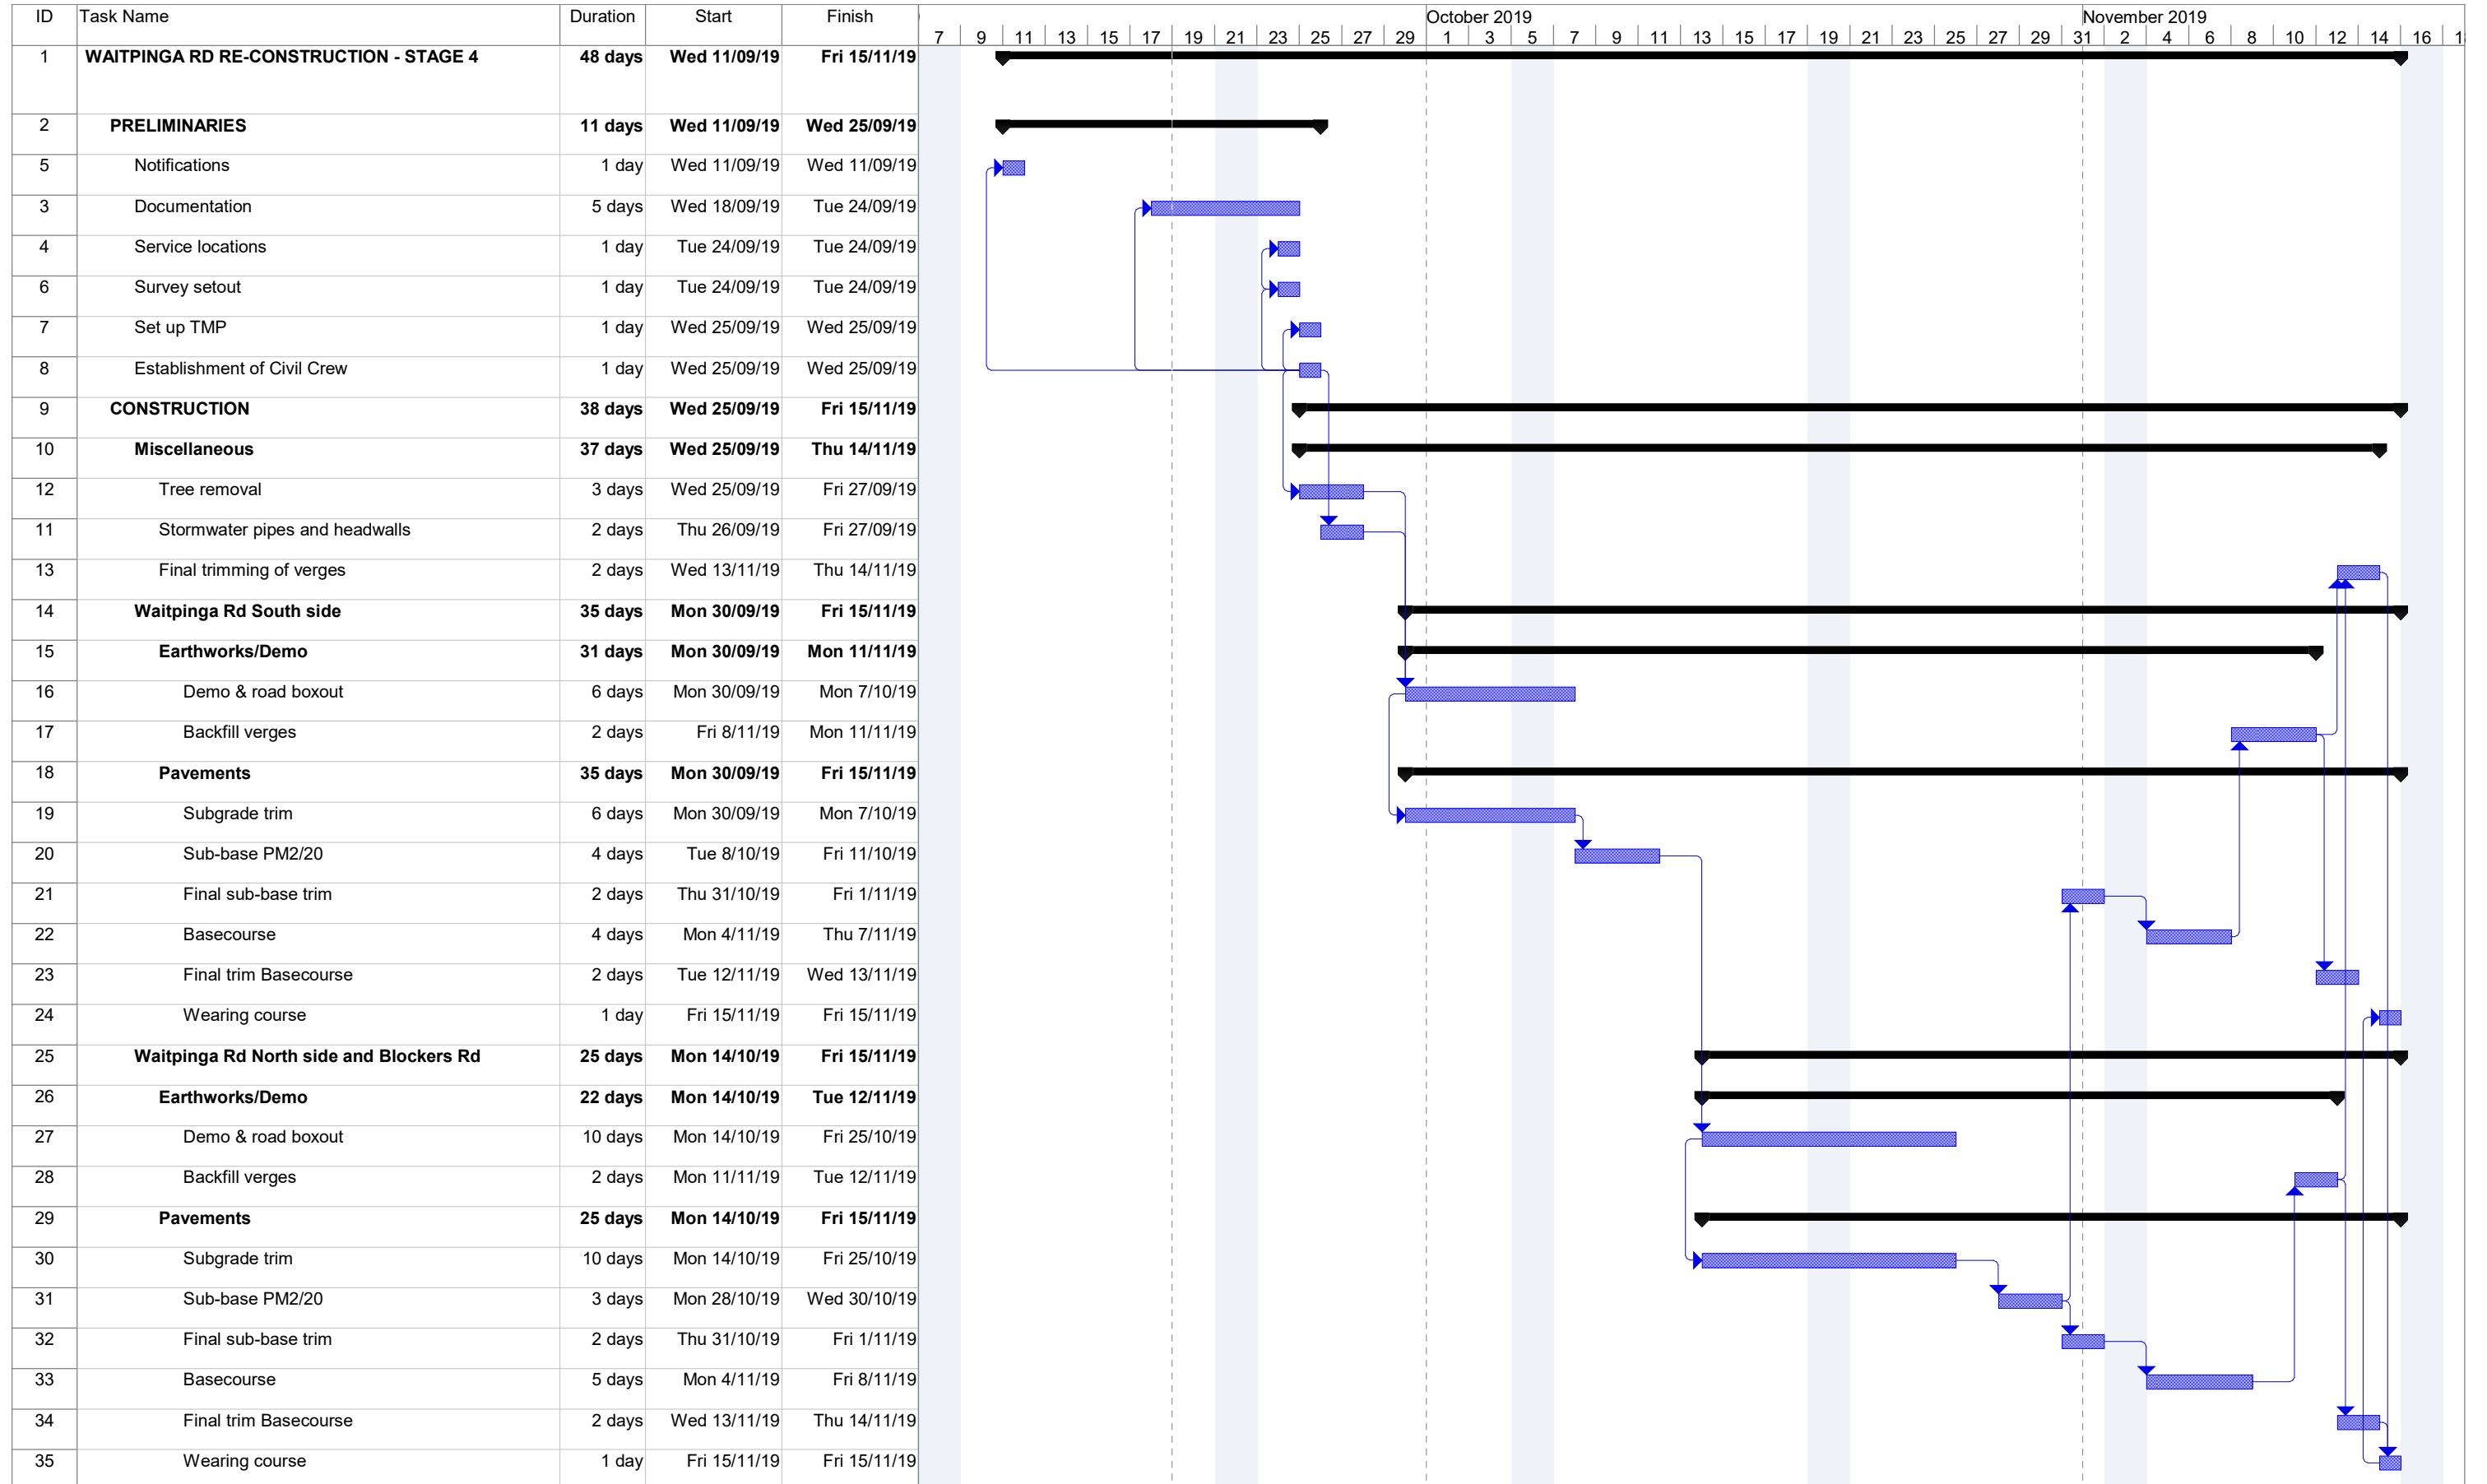 ID Task Name Duration Start Finish October 2019 November 2019
7 9 11 13 15 17 19 21 23 25 27 29 1 3 5 7 9 11 13 15 17 19 21 23 25 27 29 31 2 4 6 8 10 12 14 16
1 WAITPINGA RD RE-CONSTRUCTION - STAGE 4 48 days Wed 11/09/19 Fri 15/11/19
2 PRELIMINARIES 11 days Wed 11/09/19 Wed 25/09/19
5 Notifications 1 day Wed 11/09/19 Wed 11/09/19
3 Documentation 5 days Wed 18/09/19 Tue 24/09/19
4 Service locations 1 day Tue 24/09/19 Tue 24/09/19
6 Survey setout 1 day Tue 24/09/19 Tue 24/09/19
7 Set up TMP 1 day Wed 25/09/19 Wed 25/09/19
8 Establishment of Civil Crew 1 day Wed 25/09/19 Wed 25/09/19
9 CONSTRUCTION 38 days Wed 25/09/19 Fri 15/11/19
10 Miscellaneous 37 days Wed 25/09/19 Thu 14/11/19
12 Tree removal 3 days Wed 25/09/19 Fri 27/09/19
11 Stormwater pipes and headwalls 2 days Thu 26/09/19 Fri 27/09/19
13 Final trimming of verges 2 days Wed 13/11/19 Thu 14/11/19
14 Waitpinga Rd South side 35 days Mon 30/09/19 Fri 15/11/19
15 Earthworks/Demo 31 days Mon 30/09/19 Mon 11/11/19
16 Demo & road boxout 6 days Mon 30/09/19 Mon 7/10/19
17 Backfill verges 2 days Fri 8/11/19 Mon 11/11/19
18 Pavements 35 days Mon 30/09/19 Fri 15/11/19
19 Subgrade trim 6 days Mon 30/09/19 Mon 7/10/19
20 Sub-base PM2/20 4 days Tue 8/10/19 Fri 11/10/19
21 Final sub-base trim 2 days Thu 31/10/19 Fri 1/11/19
22 Basecourse 4 days Mon 4/11/19 Thu 7/11/19
23 Final trim Basecourse 2 days Tue 12/11/19 Wed 13/11/19
24 Wearing course 1 day Fri 15/11/19 Fri 15/11/19
25 Waitpinga Rd North side and Blockers Rd 25 days Mon 14/10/19 Fri 15/11/19
26 Earthworks/Demo 22 days Mon 14/10/19 Tue 12/11/19
27 Demo & road boxout 10 days Mon 14/10/19 Fri 25/10/19
28 Backfill verges 2 days Mon 11/11/19 Tue 12/11/19
29 Pavements 25 days Mon 14/10/19 Fri 15/11/19
30 Subgrade trim 10 days Mon 14/10/19 Fri 25/10/19
31 Sub-base PM2/20 3 days Mon 28/10/19 Wed 30/10/19
32 Final sub-base trim 2 days Thu 31/10/19 Fri 1/11/19
33 Basecourse 5 days Mon 4/11/19 Fri 8/11/19
34 Final trim Basecourse 2 days Wed 13/11/19 Thu 14/11/19
35 Wearing course 1 day Fri 15/11/19 Fri 15/11/19